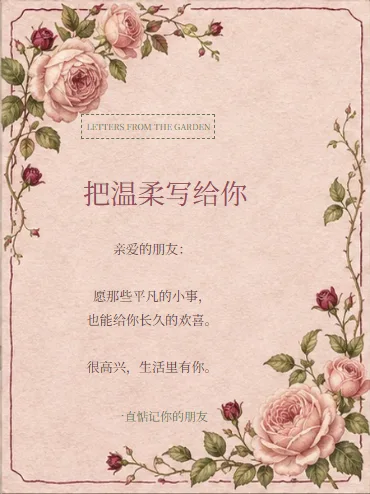 LETTERS FROM THE GARDEN
把温柔写给你
亲爱的朋友：
愿那些平凡的小事，
也能给你长久的欢喜。
很高兴，生活里有你。
一直惦记你的朋友